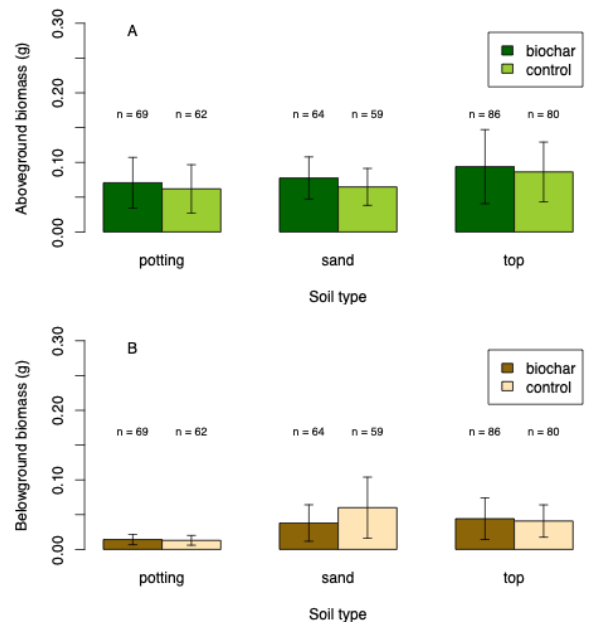 A
Aboveground biomass (g)
0.30
0.20
0.10
0.00
biochar
control
n = 69 n = 62 n = 64 n = 59 n = 86 n = 80
potting sand top
Soil type
B
Belowground biomass (g)
0.30
0.20
0.10
0.00
biochar
control
n = 69 n = 62 n = 64 n = 59 n = 86 n = 80
potting sand top
Soil type